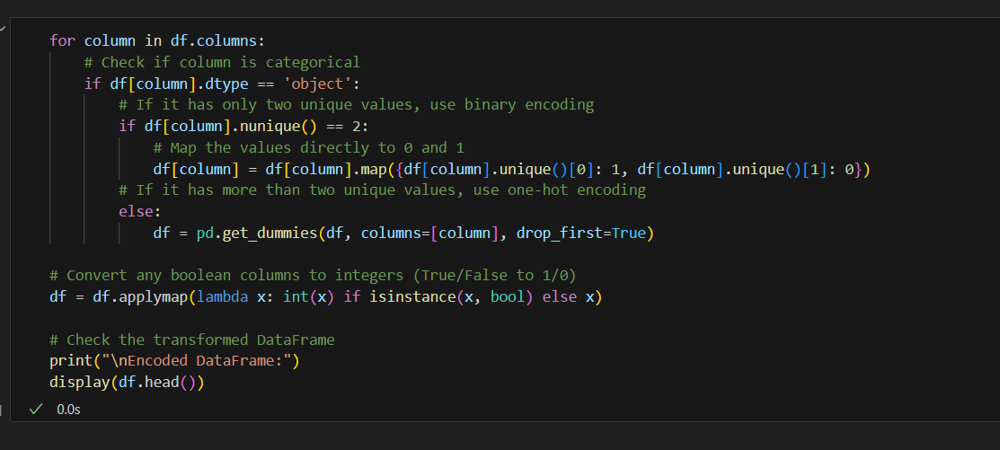 for column in df.columns:
# Check if column is categorical
if df[column].dtype == 'object':
# If it has only two unique values, use binary encoding
if df[column].nunique() == 2:
# Map the values directly to 0 and 1
df[column] = df[column].map({df[column].unique()[0]: 1, df[column].unique()[1]: 0})
# If it has more than two unique values, use one-hot encoding
else:
df = pd.get_dummies(df, columns=[column], drop_first=True)
# Convert any boolean columns to integers (True/False to 1/0)
df = df.applymap(lambda x: int(x) if isinstance(x, bool) else x)
# Check the transformed DataFrame
print("\nEncoded DataFrame:")
display(df.head())
0.0s